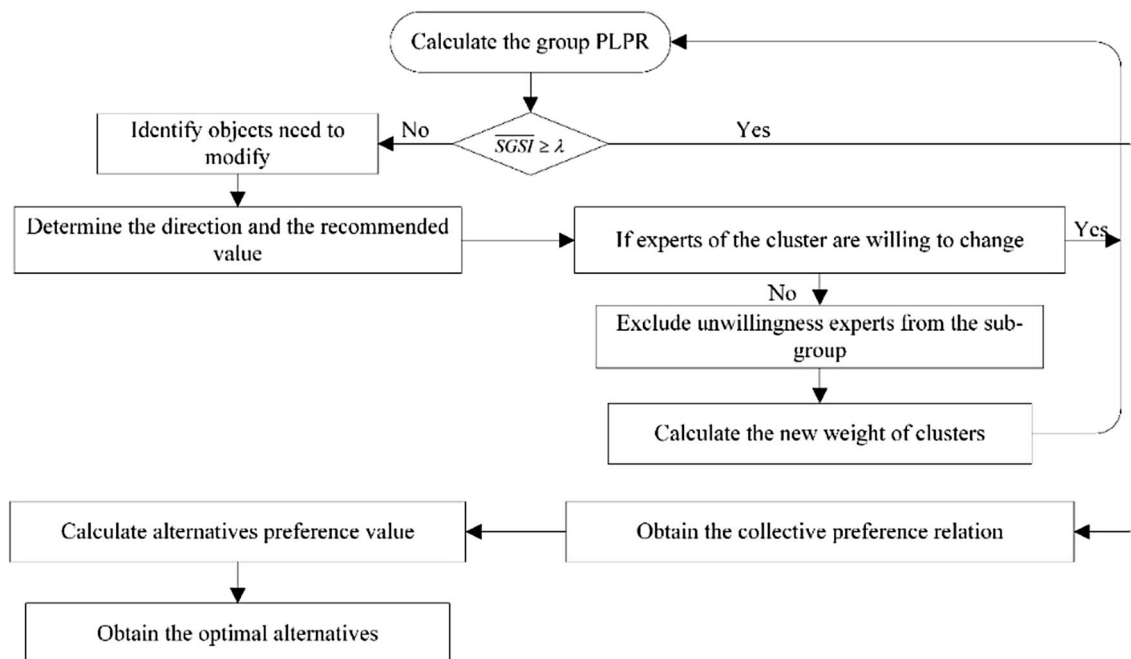 Calculate the group PLPR
Identify objects need to
modify
No
SGSI ≥ λ
Yes
Determine the direction and the recommended
value
If experts of the cluster are willing to change
Yes
No
Exclude unwillingness experts from the sub-
group
Calculate the new weight of clusters
Calculate alternatives preference value
Obtain the collective preference relation
Obtain the optimal alternatives